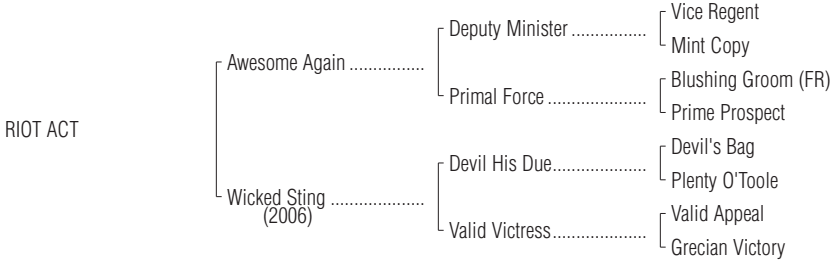 Vice Regent
Deputy Minister ................
Mint Copy
Awesome Again ................
Blushing Groom (FR)
Primal Force .....................
Prime Prospect
RIOT ACT
Devil's Bag
Devil His Due....................
Plenty O'Toole
Wicked Sting ....................
(2006)
Valid Appeal
Valid Victress....................
Grecian Victory